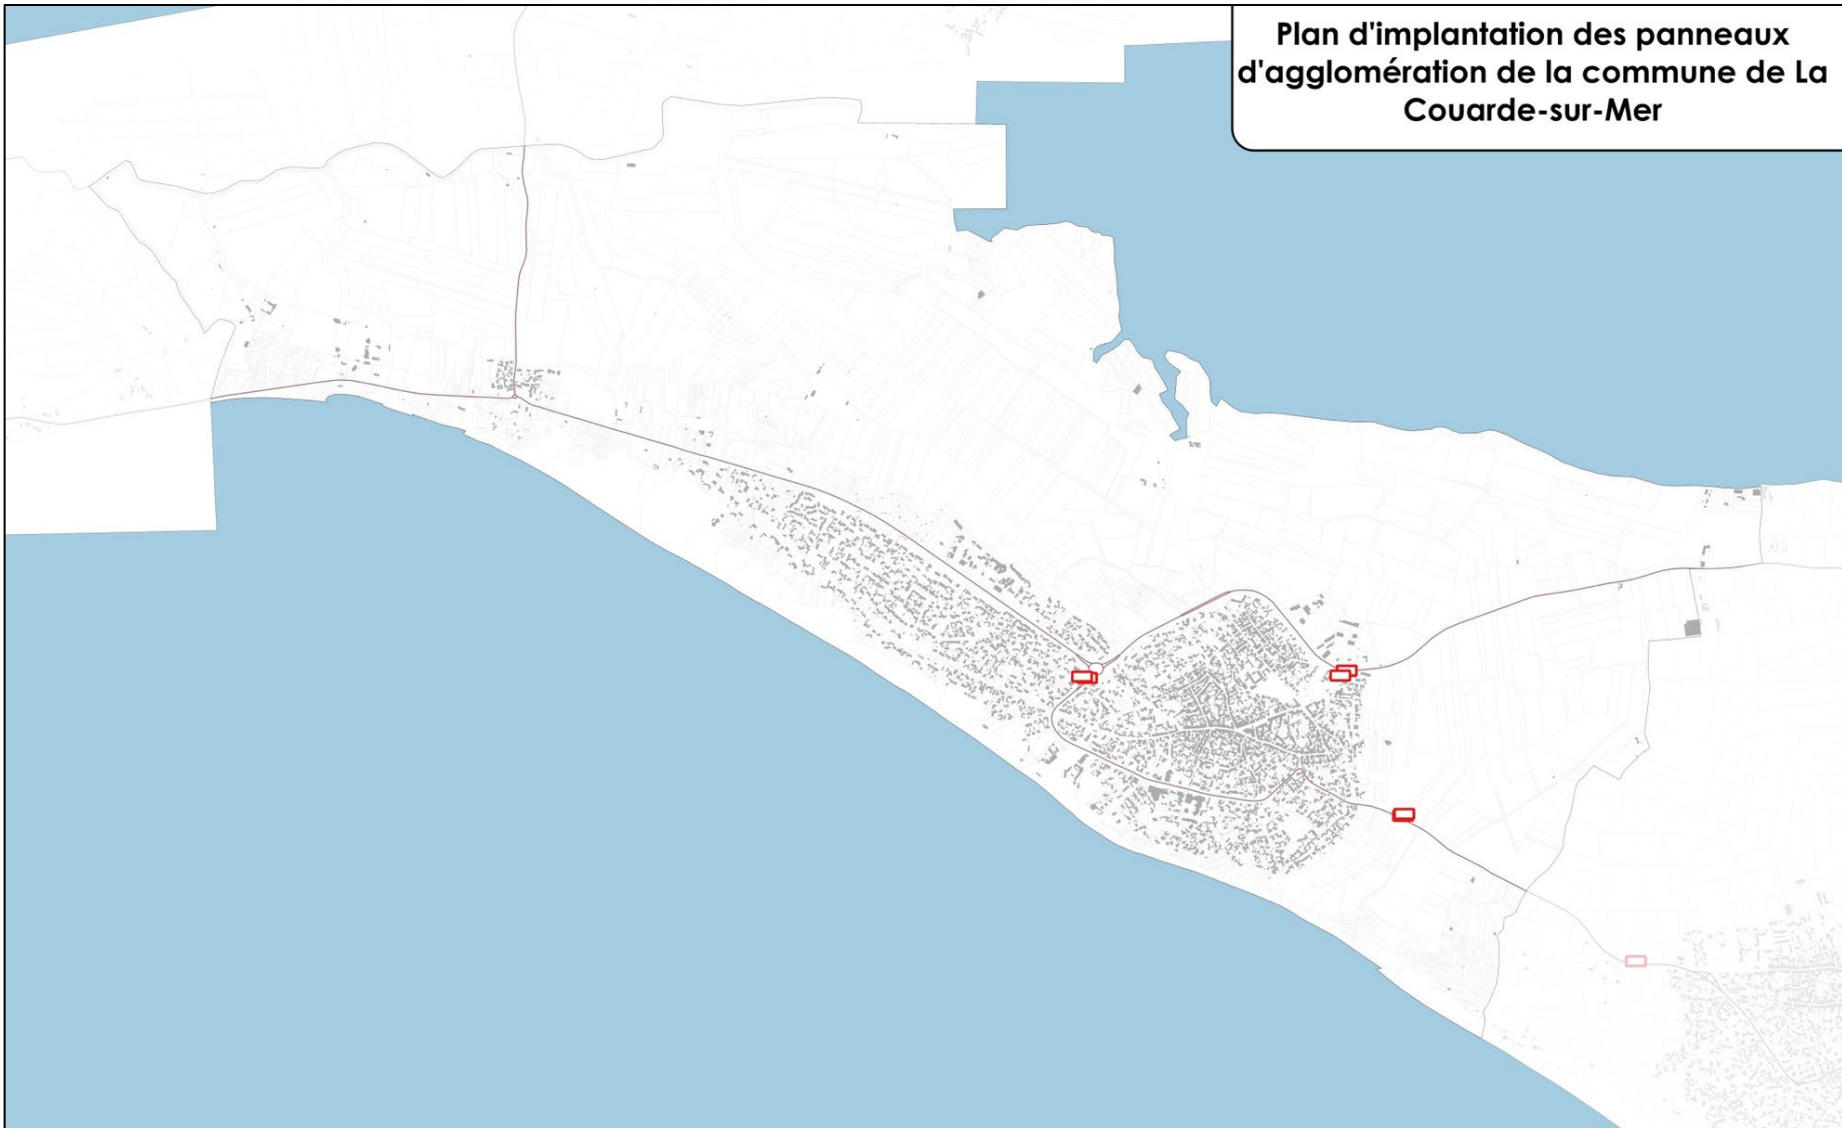 Plan d'implantation des panneaux
d'agglomération de la commune de La
Couarde-sur-Mer